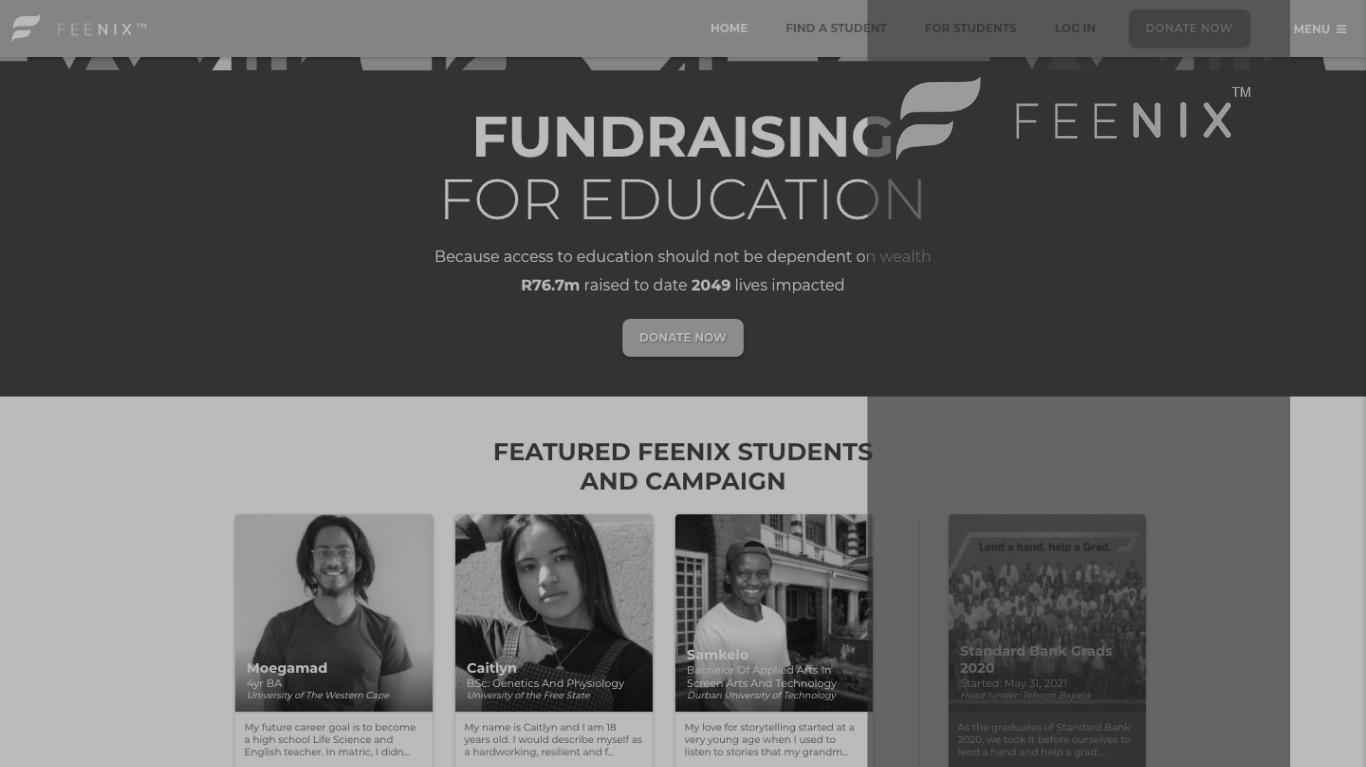 FEENIX™
HOME FIND A STUDENT FOR STUDENTS LOG IN DONATE NOW MENU
FEENIX™
FUNDRAISING
FOR EDUCATION
Because access to education should not be dependent on wealth
R76.7m raised to date 2049 lives impacted
DONATE NOW
FEATURED FEENIX STUDENTS
AND CAMPAIGN
Moegamad
4yr BA
University of The Western Cape
My future career goal is to become
a high school Life Science and
English teacher. In matric, I didn...
Caitlyn
BSc: Genetics And Physiology
University of the Free State
My name is Caitlyn and I am 18
years old. I would describe myself as
a hardworking, resilient and f...
Samkelo
Bachelor Of Applied Arts In
Screen Arts And Technology
Durban University of Technology
My love for storytelling started at a
very young age when I used to
listen to stories that my grandm...
Lend a hand, help a Grad.
Standard Bank Grads
2020
Started: May 31, 2021
Head funder: Tebogo Bapela
As the graduates of Standard Bank
2020, we took it before ourselves to
lend a hand and help a grad....